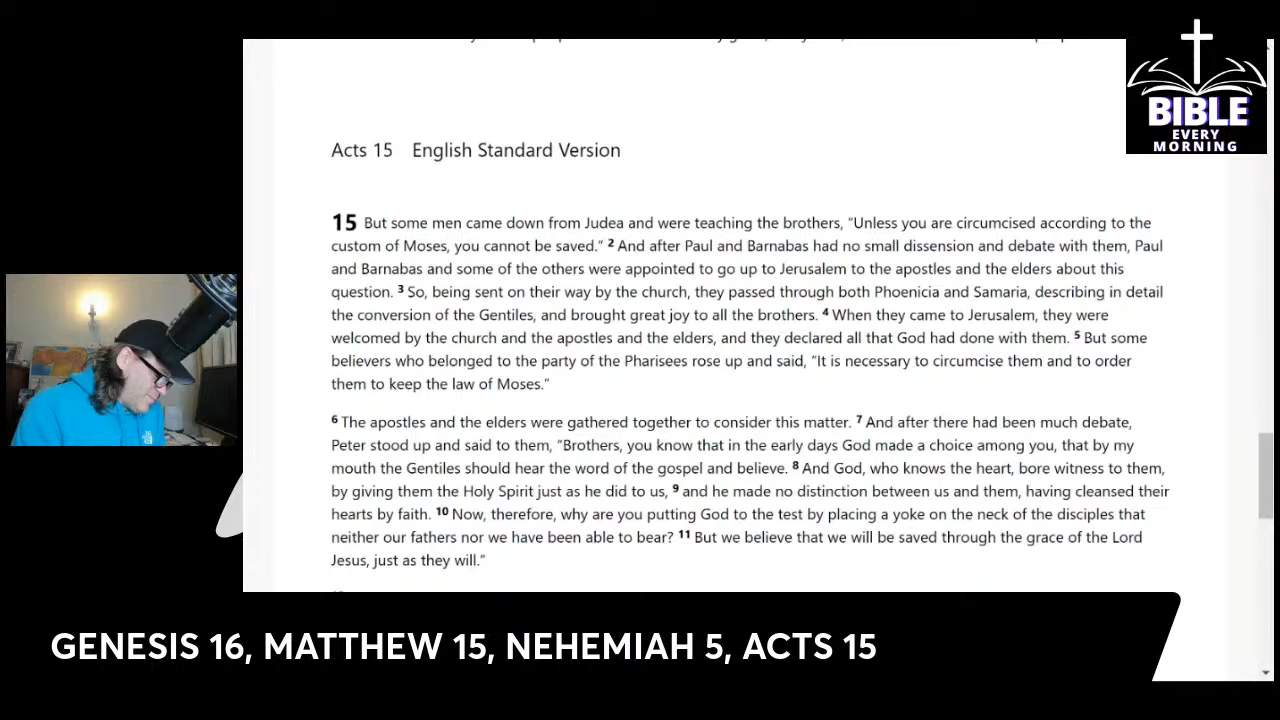 BIBLE
EVERY
MORNING
Acts 15 English Standard Version
15 But some men came down from Judea and were teaching the brothers, “Unless you are circumcised according to the
custom of Moses, you cannot be saved.” 2 And after Paul and Barnabas had no small dissension and debate with them, Paul
and Barnabas and some of the others were appointed to go up to Jerusalem to the apostles and the elders about this
question. 3 So, being sent on their way by the church, they passed through both Phoenicia and Samaria, describing in detail
the conversion of the Gentiles, and brought great joy to all the brothers. 4 When they came to Jerusalem, they were
welcomed by the church and the apostles and the elders, and they declared all that God had done with them. 5 But some
believers who belonged to the party of the Pharisees rose up and said, “It is necessary to circumcise them and to order
them to keep the law of Moses.”
6 The apostles and the elders were gathered together to consider this matter. 7 And after there had been much debate,
Peter stood up and said to them, “Brothers, you know that in the early days God made a choice among you, that by my
mouth the Gentiles should hear the word of the gospel and believe. 8 And God, who knows the heart, bore witness to them,
by giving them the Holy Spirit just as he did to us, 9 and he made no distinction between us and them, having cleansed their
hearts by faith. 10 Now, therefore, why are you putting God to the test by placing a yoke on the neck of the disciples that
neither our fathers nor we have been able to bear? 11 But we believe that we will be saved through the grace of the Lord
Jesus, just as they will.”
GENESIS 16, MATTHEW 15, NEHEMIAH 5, ACTS 15